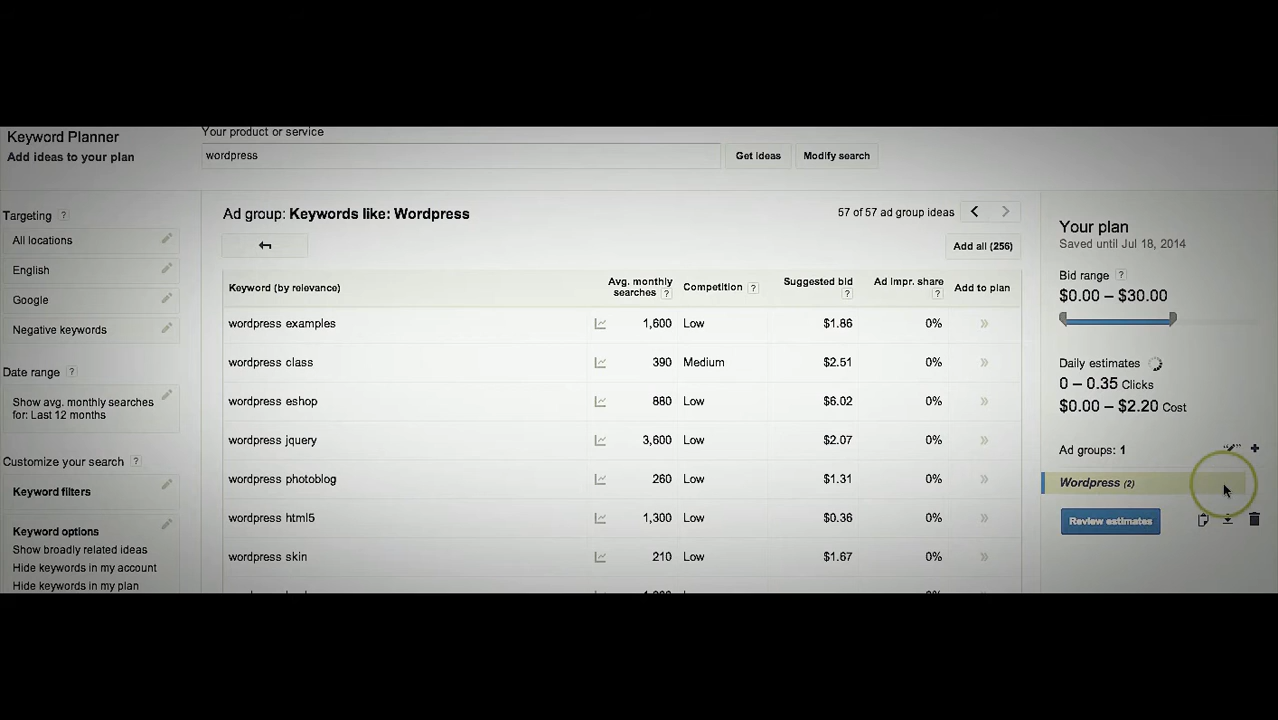 Keyword Planner
Add ideas to your plan
Your product or service
wordpress
Get ideas
Modify search
Targeting ?
All locations
English
Google
Negative keywords
Date range ?
Show avg. monthly searches
for: Last 12 months
Customize your search ?
Keyword filters
Keyword options
Show broadly related ideas
Hide keywords in my account
Hide keywords in my plan
Ad group: Keywords like: Wordpress
57 of 57 ad group ideas
Add all (256)
Keyword (by relevance) Avg. monthly searches ? Competition ? Suggested bid ? Ad Impr. share ? Add to plan
wordpress examples 1,600 Low $1.86 0% »
wordpress class 390 Medium $2.51 0% »
wordpress eshop 880 Low $6.02 0% »
wordpress jquery 3,600 Low $2.07 0% »
wordpress photoblog 260 Low $1.31 0% »
wordpress html5 1,300 Low $0.36 0% »
wordpress skin 210 Low $1.67 0% »
Your plan
Saved until Jul 18, 2014
Bid range ?
$0.00 – $30.00
Daily estimates
0 – 0.35 Clicks
$0.00 – $2.20 Cost
Ad groups: 1
Wordpress (2)
Review estimates